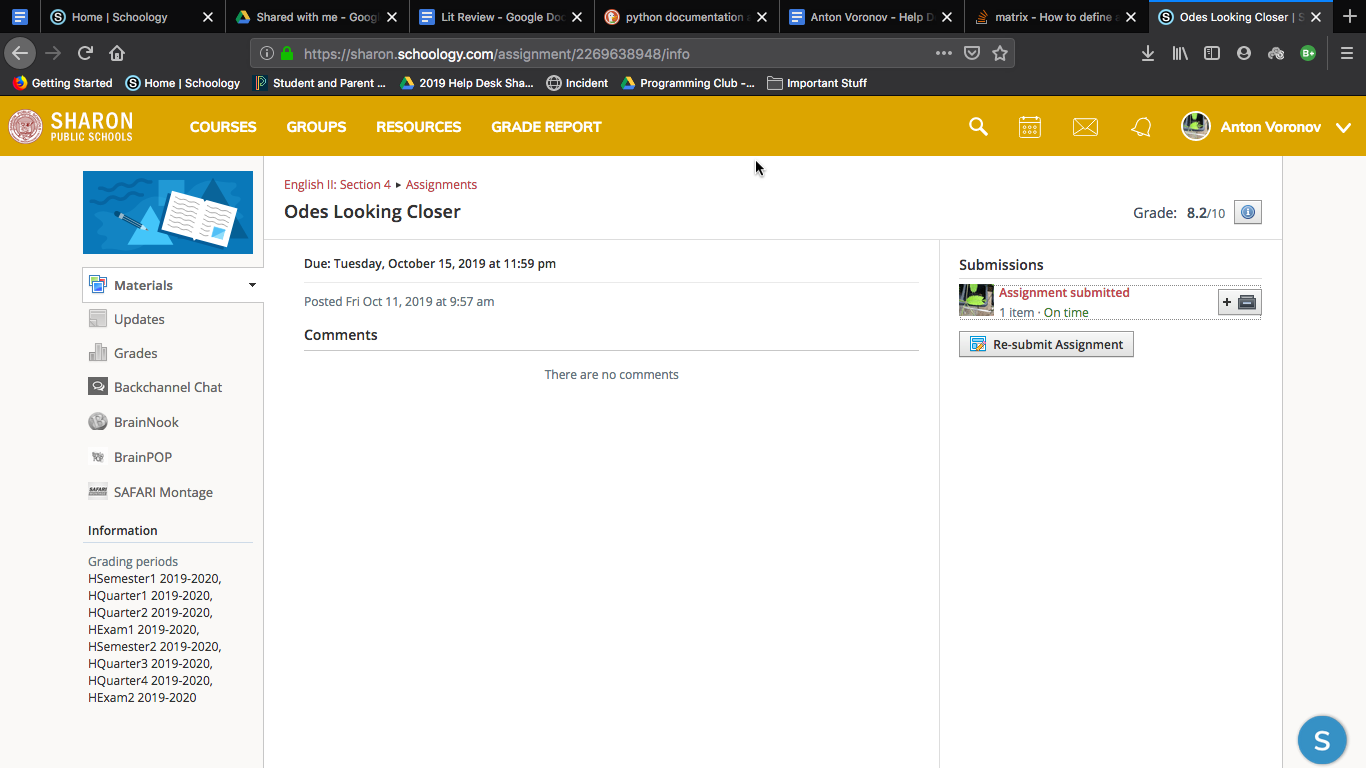 Home | Schoology
Shared with me - Goog
Lit Review - Google Do
python documentation
Anton Voronov - Help D
matrix - How to define
Odes Looking Closer | S
https://sharon.schoology.com/assignment/2269638948/info
B+
Getting Started
Home | Schoology
Student and Parent ...
2019 Help Desk Sha...
Incident
Programming Club -...
Important Stuff
SHARON
PUBLIC SCHOOLS
COURSES
GROUPS
RESOURCES
GRADE REPORT
Anton Voronov
English II: Section 4 ▸ Assignments
Odes Looking Closer
Grade: 8.2/10
Due: Tuesday, October 15, 2019 at 11:59 pm
Posted Fri Oct 11, 2019 at 9:57 am
Comments
There are no comments
Submissions
Assignment submitted
1 item · On time
Re-submit Assignment
Materials
Updates
Grades
Backchannel Chat
BrainNook
BrainPOP
SAFARI Montage
Information
Grading periods
HSemester1 2019-2020,
HQuarter1 2019-2020,
HQuarter2 2019-2020,
HExam1 2019-2020,
HSemester2 2019-2020,
HQuarter3 2019-2020,
HQuarter4 2019-2020,
HExam2 2019-2020
S